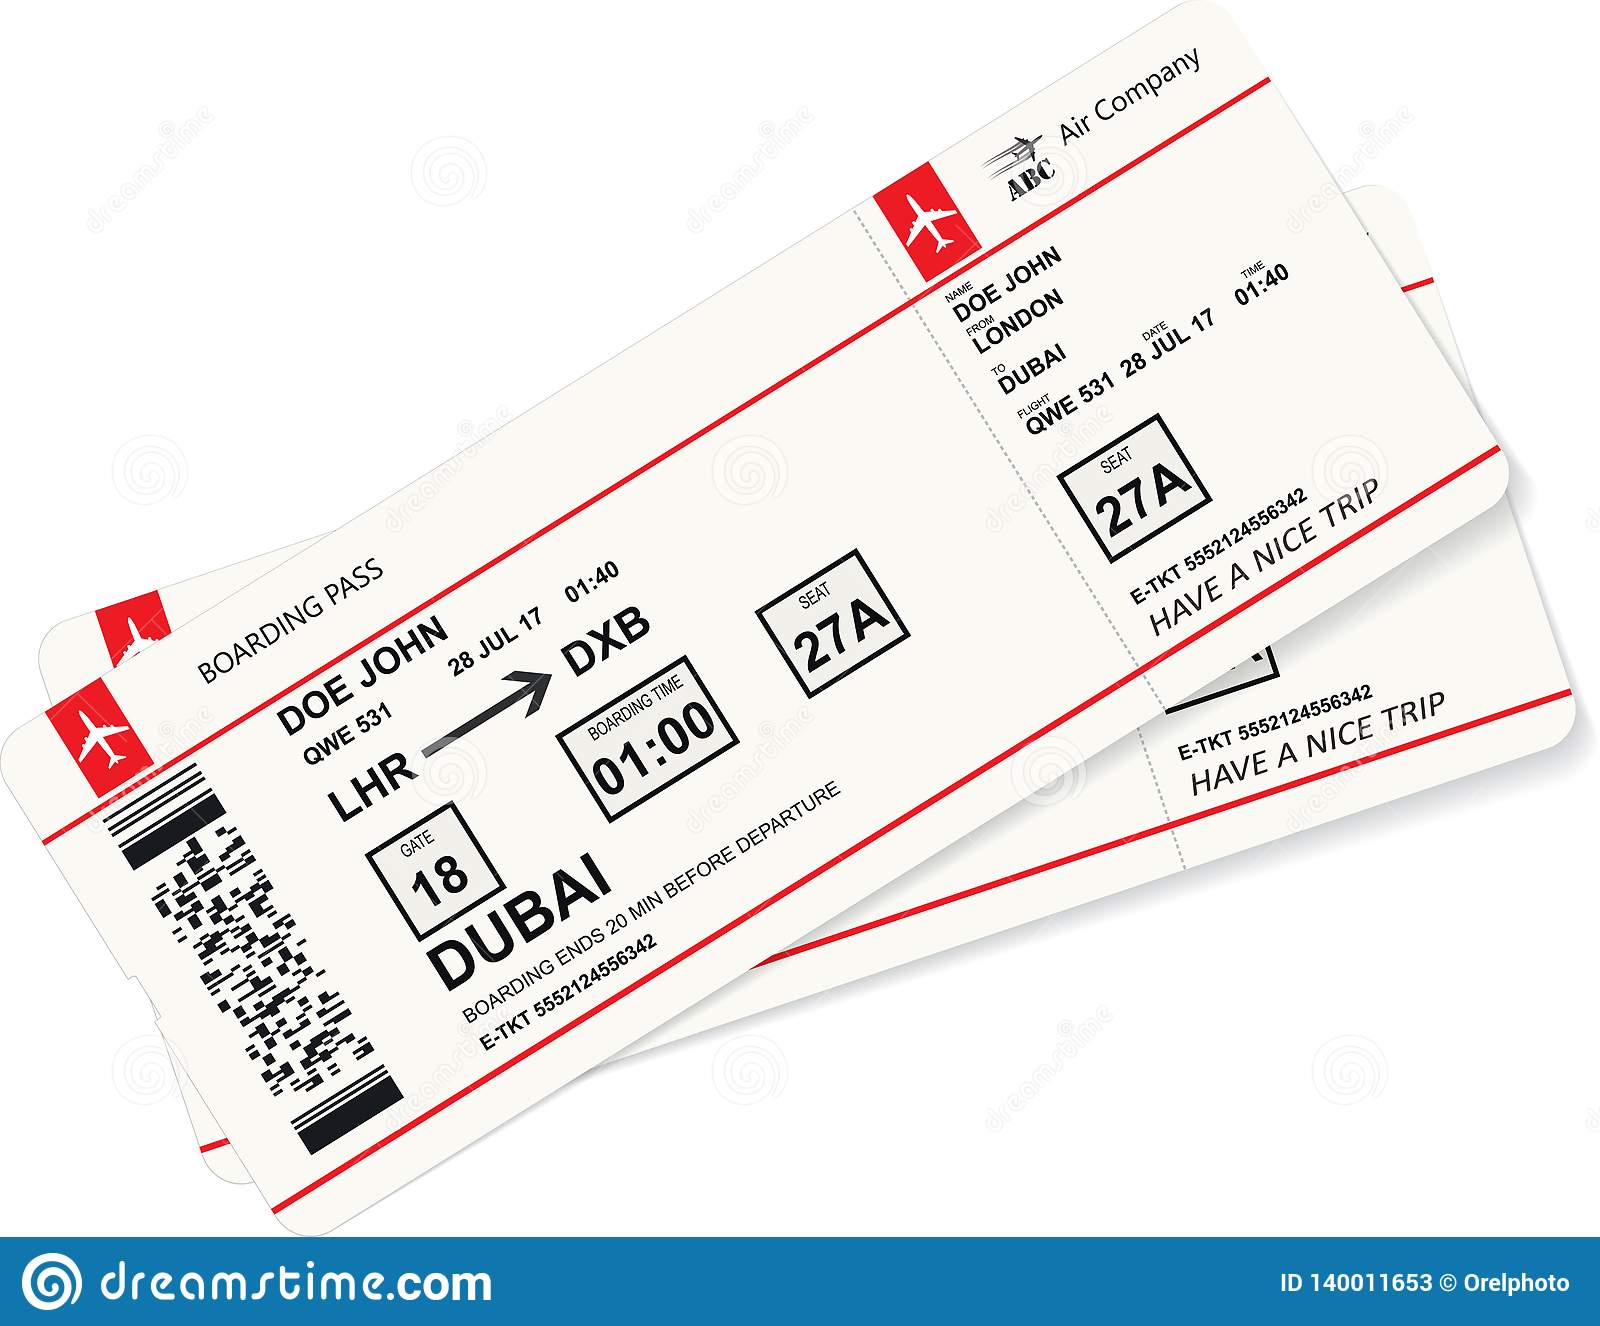 BOARDING PASS
DOE JOHN
QWE 531
28 JUL 17
01:40
LHR
DXB
GATE
18
BOARDING TIME
01:00
SEAT
27A
DUBAI
BOARDING ENDS 20 MIN BEFORE DEPARTURE
E-TKT 5552124556342
ABC
Air Company
NAME
DOE JOHN
FROM
LONDON
TO
DUBAI
FLIGHT
QWE 531
DATE
28 JUL 17
TIME
01:40
SEAT
27A
E-TKT 5552124556342
HAVE A NICE TRIP
E-TKT 5552124556342
HAVE A NICE TRIP
dreamstime.com
ID 140011653 © Orelphoto